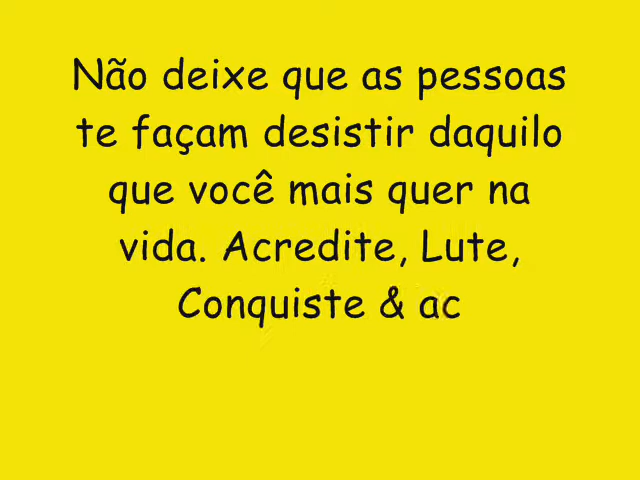 Não deixe que as pessoas
te façam desistir daquilo
que você mais quer na
vida. Acredite, Lute,
Conquiste & ac